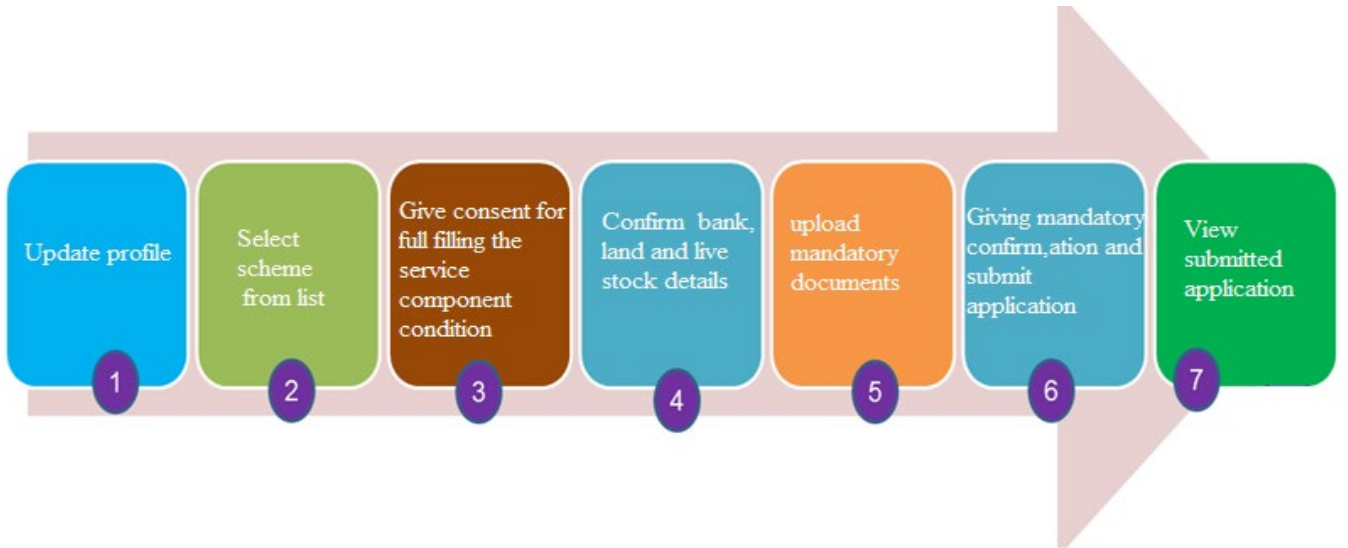 Update profile
1
Select
scheme
from list
2
Give consent for
full filling the
service
component
condition
3
Confirm bank,
land and live
stock details
4
upload
mandatory
documents
5
Giving mandatory
confirm,ation and
submit
application
6
View
submitted
application
7